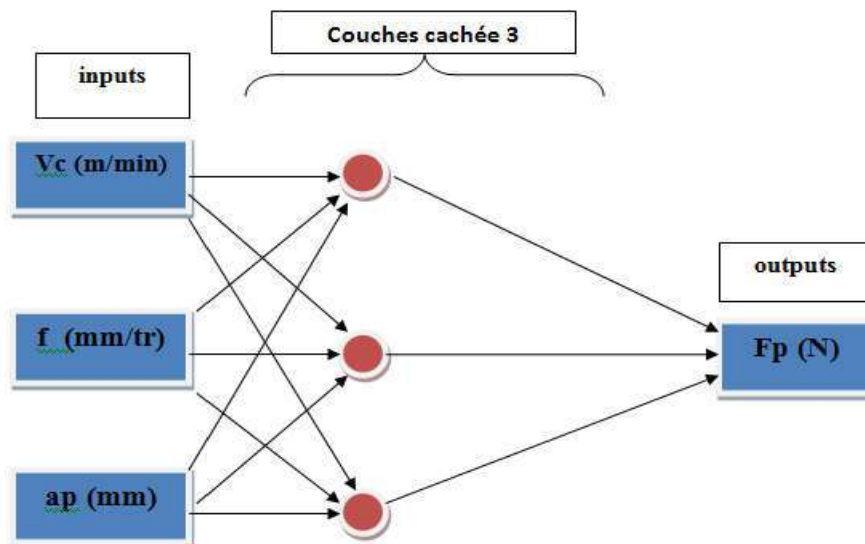 Couches cachée 3
inputs
Vc (m/min)
f (mm/tr)
ap (mm)
outputs
Fp (N)